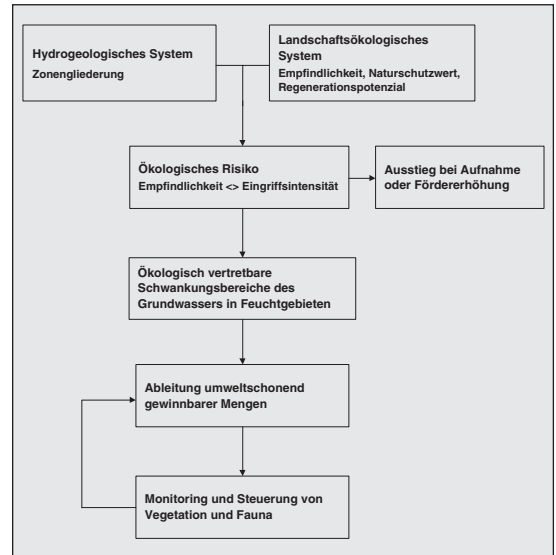 Hydrogeologisches System
Zonengliederung
Landschaftsökologisches
System
Empfindlichkeit, Naturschutzwert,
Regenerationspotenzial
Ökologisches Risiko
Empfindlichkeit <> Eingriffsintensität
Ausstieg bei Aufnahme
oder Fördererhöhung
Ökologisch vertretbare
Schwankungsbereiche des
Grundwassers in Feuchtgebieten
Ableitung umweltschonend
gewinnbarer Mengen
Monitoring und Steuerung von
Vegetation und Fauna